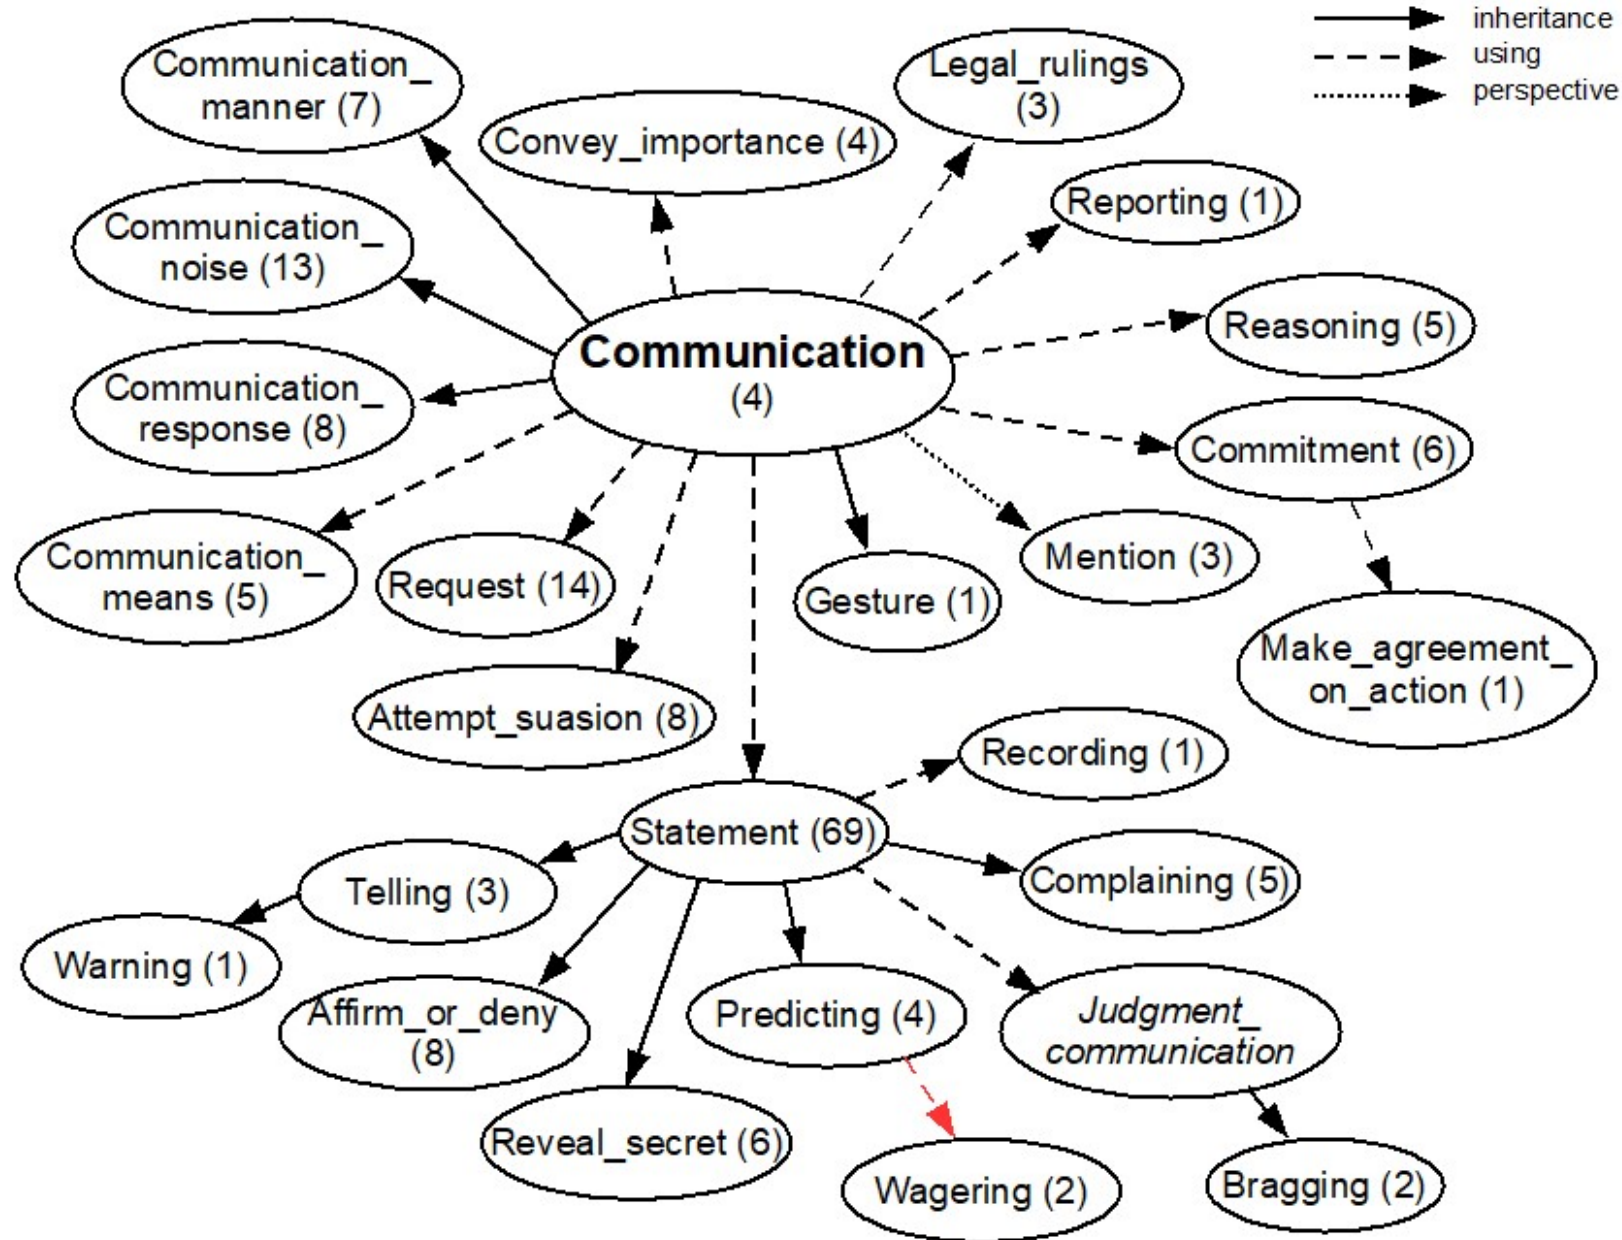 inheritance
using
perspective
Communication_
manner (7)
Convey_importance (4)
Legal_rulings
(3)
Reporting (1)
Communication_
noise (13)
Communication
(4)
Reasoning (5)
Communication_
response (8)
Commitment (6)
Communication_
means (5)
Request (14)
Gesture (1)
Mention (3)
Make_agreement_
on_action (1)
Attempt_suasion (8)
Recording (1)
Statement (69)
Telling (3)
Complaining (5)
Warning (1)
Affirm_or_deny
(8)
Predicting (4)
Judgment_
communication
Reveal_secret (6)
Wagering (2)
Bragging (2)